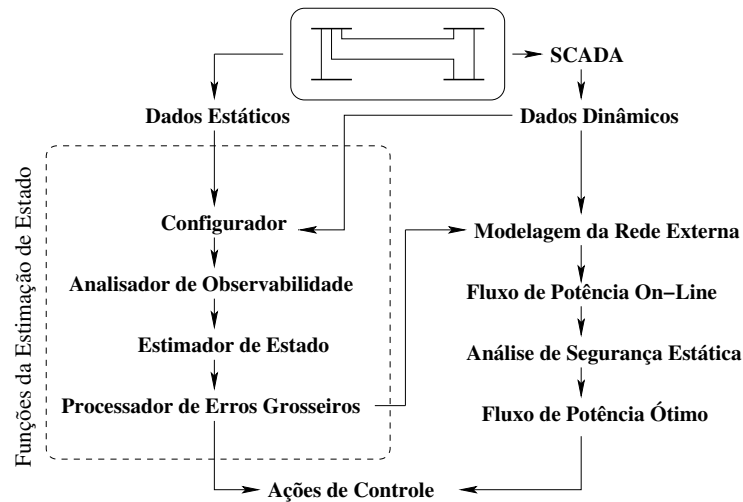 SCADA
Dados Estáticos
Dados Dinâmicos
Funções da Estimação de Estado
Configurador
Modelagem da Rede Externa
Analisador de Observabilidade
Fluxo de Potência On-Line
Estimador de Estado
Análise de Segurança Estática
Processador de Erros Grosseiros
Fluxo de Potência Ótimo
Ações de Controle